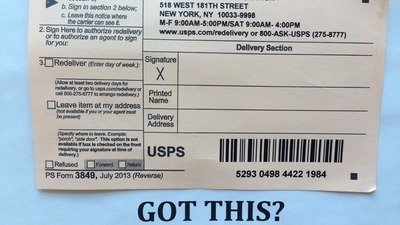 b. Sign in section 2 below;
c. Leave this notice where
the carrier can see it.
2. Sign Here to authorize redelivery
or to authorize an agent to sign
for you:
3. Redeliver (Enter day of week):
(Allow at least two delivery days for
redelivery, or go to usps.com/redelivery or
call 800-275-8777 to arrange redelivery.)
Leave item at my address
(not available if you or your agent must
be present)
(Specify where to leave. Example:
"porch", "side door". This option is not
available if box is checked on the front
requiring your signature at time of
delivery.)
Refused Forward Return
PS Form 3849, July 2013 (Reverse)
518 WEST 181TH STREET
NEW YORK, NY 10033-9998
M-F 9:00AM-5:00PM/SAT 9:00AM- 4:00PM
www.usps.com/redelivery or 800-ASK-USPS (275-8777)
Delivery Section
Signature
X
Printed
Name
Delivery
Address
USPS
5293 0498 4422 1984
GOT THIS?